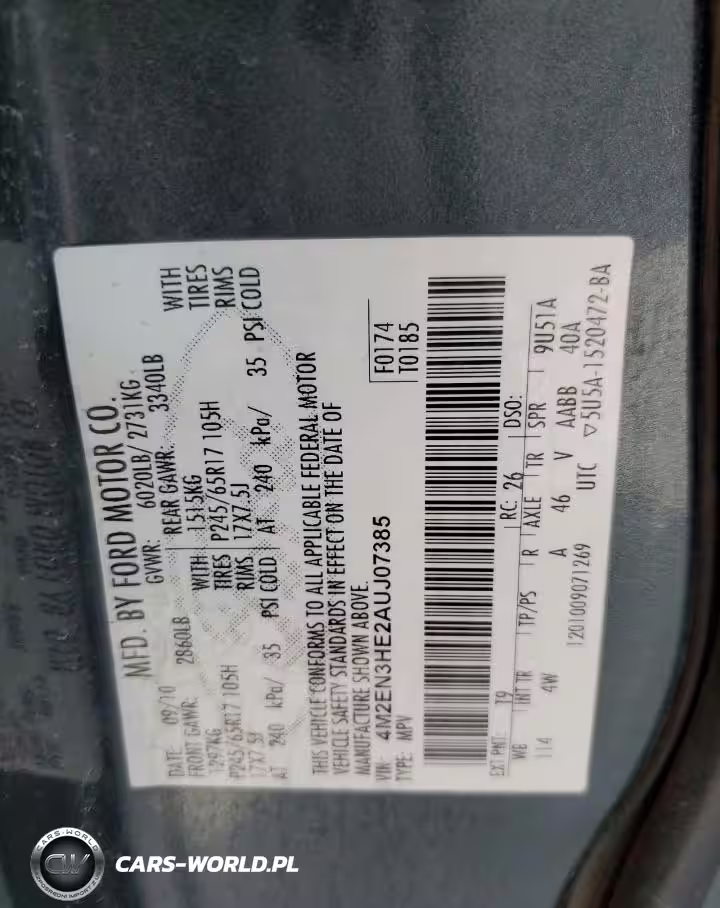 MFD. BY FORD MOTOR CO.
DATE: 09/10 GVWR: 6020LB/ 2731KG
FRONT GAWR: 2860LB REAR GAWR: 3340LB
1297KG WITH 1515KG WITH
P245/65R17 105H TIRES P245/65R17 105H TIRES
17X7.5J RIMS 17X7.5J RIMS
AT 240 kPa/ 35 PSI COLD AT 240 kPa/ 35 PSI COLD
THIS VEHICLE CONFORMS TO ALL APPLICABLE FEDERAL MOTOR
VEHICLE SAFETY STANDARDS IN EFFECT ON THE DATE OF
MANUFACTURE SHOWN ABOVE.
VIN: 4M2EN3HE2AUJ07385
TYPE: MPV
F0174
T0185
EXT PNT: T9 RC: 26 DSO:
WB INT TR TP/PS R AXLE TR SPR 9U51A
114 4W A 46 V AABB 40A
1201009071269 UTC ▽5U5A-1520472-BA
CARS-WORLD
CW
CARS-WORLD.PL